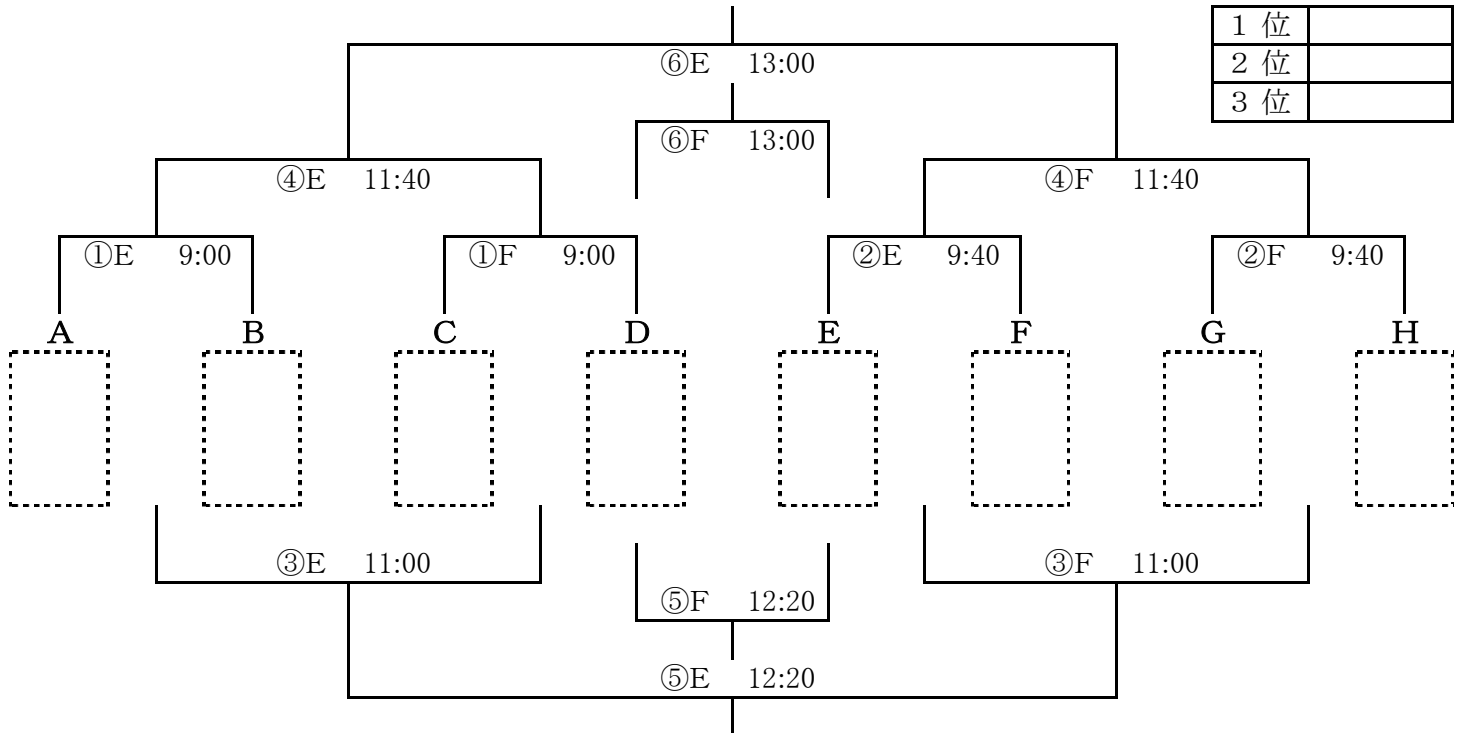 １ 位
２ 位
３ 位
⑥E 13:00
⑥F 13:00
④E 11:40
④F 11:40
①E 9:00
①F 9:00
②E 9:40
②F 9:40
A B C D E F G H
③E 11:00
③F 11:00
⑤F 12:20
⑤E 12:20